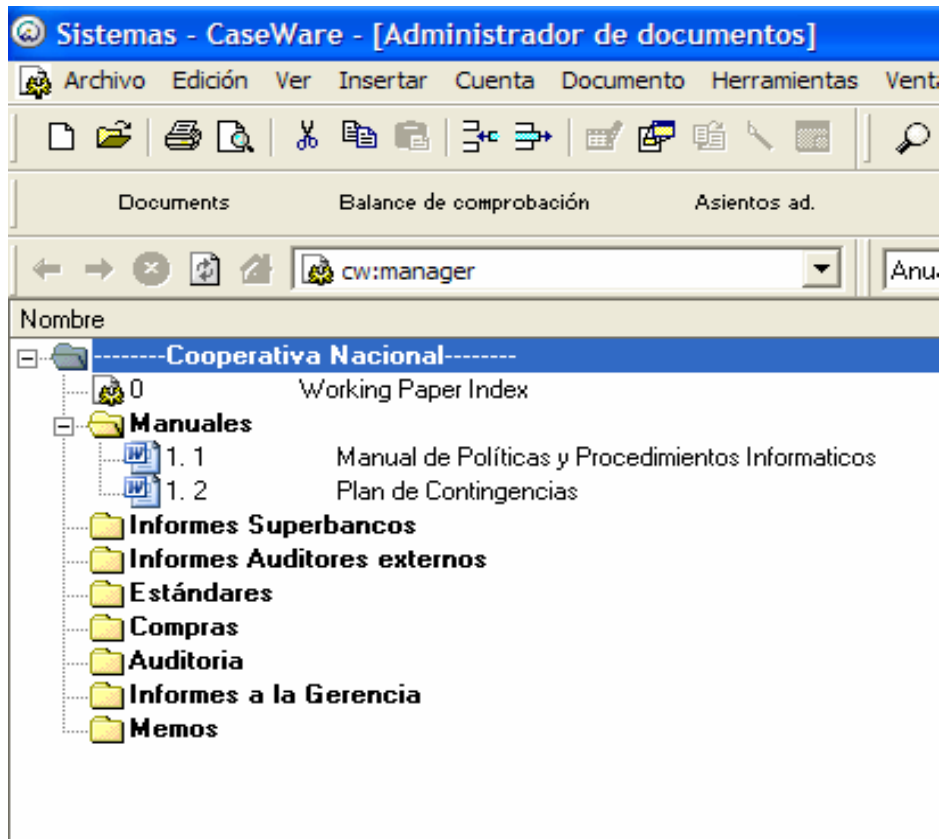 Sistemas - CaseWare - [Administrador de documentos]
Archivo Edición Ver Insertar Cuenta Documento Herramientas Venta
Documents Balance de comprobación Asientos ad.
cw:manager Anua
Nombre
--------Cooperativa Nacional--------
0 Working Paper Index
Manuales
1. 1 Manual de Políticas y Procedimientos Informaticos
1. 2 Plan de Contingencias
Informes Superbancos
Informes Auditores externos
Estándares
Compras
Auditoria
Informes a la Gerencia
Memos